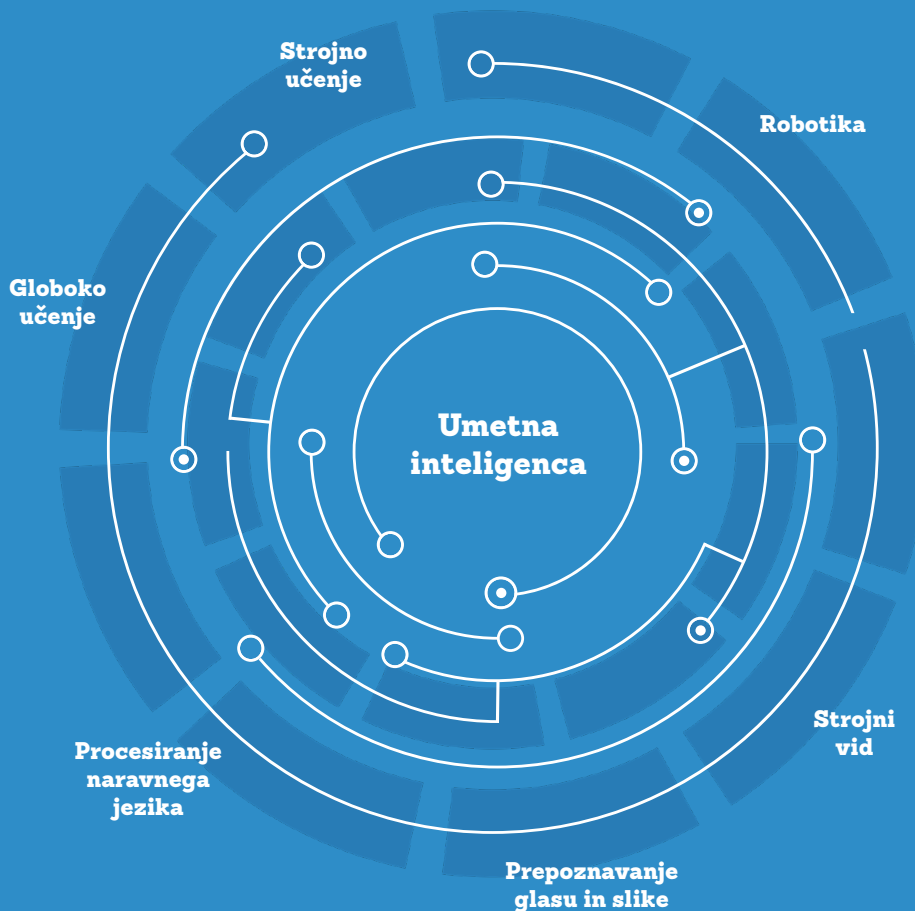 Strojno
učenje
Robotika
Globoko
učenje
Umetna
inteligenca
Strojni
vid
Procesiranje
naravnega
jezika
Prepoznavanje
glasu in slike